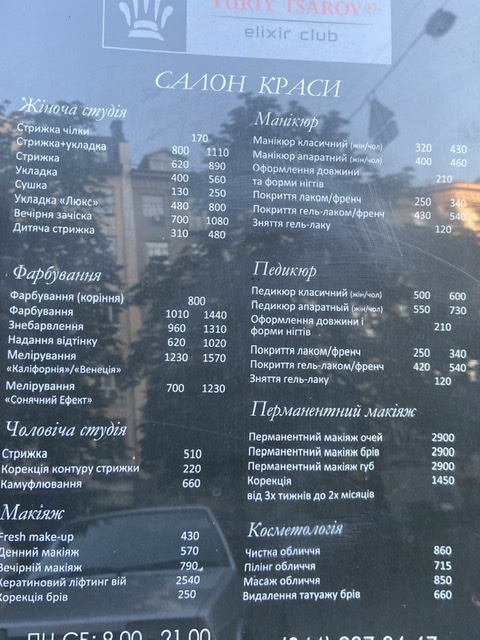 YURIY TSAROV
elixir club
САЛОН КРАСИ
Жіноча студія
Стрижка чілки 170
Стрижка+укладка 800 1110
Стрижка 620 890
Укладка 400 560
Сушка 130 250
Укладка «Люкс» 480 800
Вечірня зачіска 700 1080
Дитяча стрижка 310 480
Фарбування
Фарбування (коріння) 800
Фарбування 1010 1440
Знебарвлення 960 1310
Надання відтінку 620 1020
Мелірування 1230 1570
«Каліфорнія»/«Венеція»
Мелірування 700 1230
«Сонячний Ефект»
Чоловіча студія
Стрижка 510
Корекція контуру стрижки 220
Камуфлювання 660
Макіяж
Fresh make-up 430
Денний макіяж 570
Вечірній макіяж 790
Кератиновий ліфтинг вій 2540
Корекція брів 250
Манікюр
Манікюр класичний (жін/чол) 320 430
Манікюр апаратний (жін/чол) 400 460
Оформлення довжини
та форми нігтів 210
Покриття лаком/френч 250 340
Покриття гель-лаком/френч 430 540
Зняття гель-лаку 120
Педикюр
Педикюр класичний (жін/чол) 500 600
Педикюр апаратый (жін/чол) 550 730
Оформлення довжини і
форми нігтів 210
Покриття лаком/френч 250 340
Покриття гель-лаком/френч 420 540
Зняття гель-лаку 120
Перманентний макіяж
Перманентний макіяж очей 2900
Перманентний макіяж брів 2900
Перманентний макіяж губ 2900
Корекція 1450
від 3х тижнів до 2х місяців
Косметологія
Чистка обличчя 860
Пілінг обличчя 715
Масаж обличчя 850
Видалення татуажу брів 660
ПН-СБ: 9.00 - 21.00